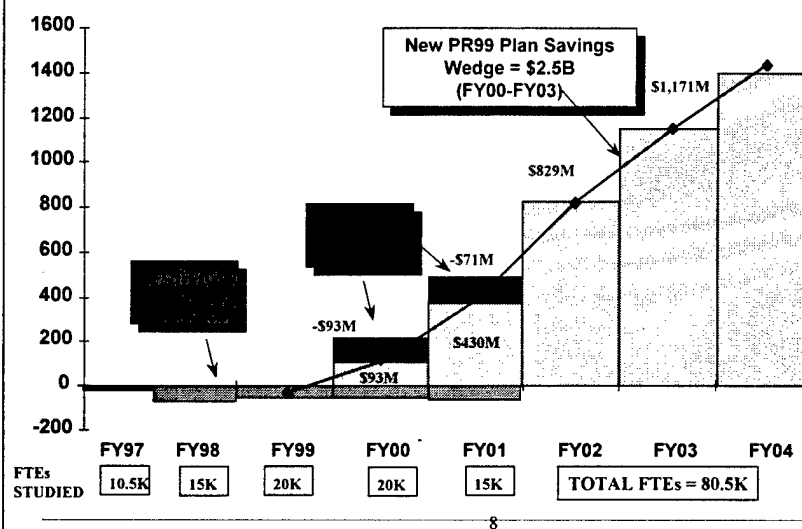 1600
1400
1200
1000
800
600
400
200
0
-200
New PR99 Plan Savings
Wedge = $2.5B
(FY00-FY03)
$1,171M
$829M
-$71M
-$93M
$430M
$93M
FY97 FY98 FY99 FY00 FY01 FY02 FY03 FY04
FTEs
STUDIED
10.5K 15K 20K 20K 15K TOTAL FTEs = 80.5K
8